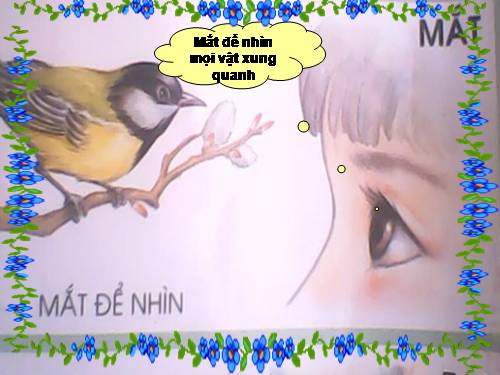 MẮT
Mắt để nhìn
mọi vật xung
quanh
MẮT ĐỂ NHÌN